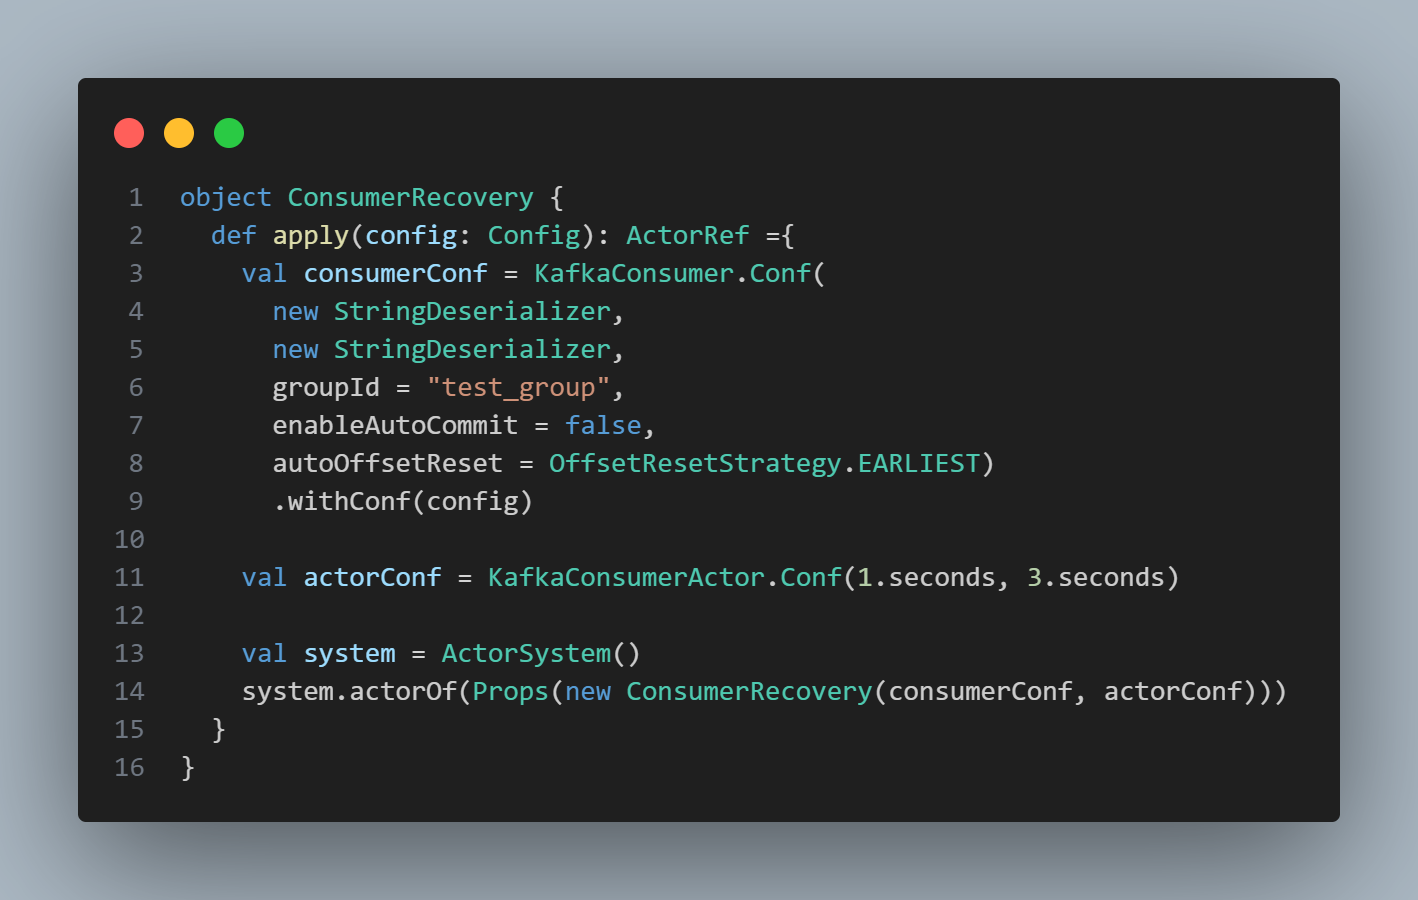 1 object ConsumerRecovery {
2 def apply(config: Config): ActorRef ={
3 val consumerConf = KafkaConsumer.Conf(
4 new StringDeserializer,
5 new StringDeserializer,
6 groupId = "test_group",
7 enableAutoCommit = false,
8 autoOffsetReset = OffsetResetStrategy.EARLIEST)
9 .withConf(config)
10
11 val actorConf = KafkaConsumerActor.Conf(1.seconds, 3.seconds)
12
13 val system = ActorSystem()
14 system.actorOf(Props(new ConsumerRecovery(consumerConf, actorConf)))
15 }
16 }